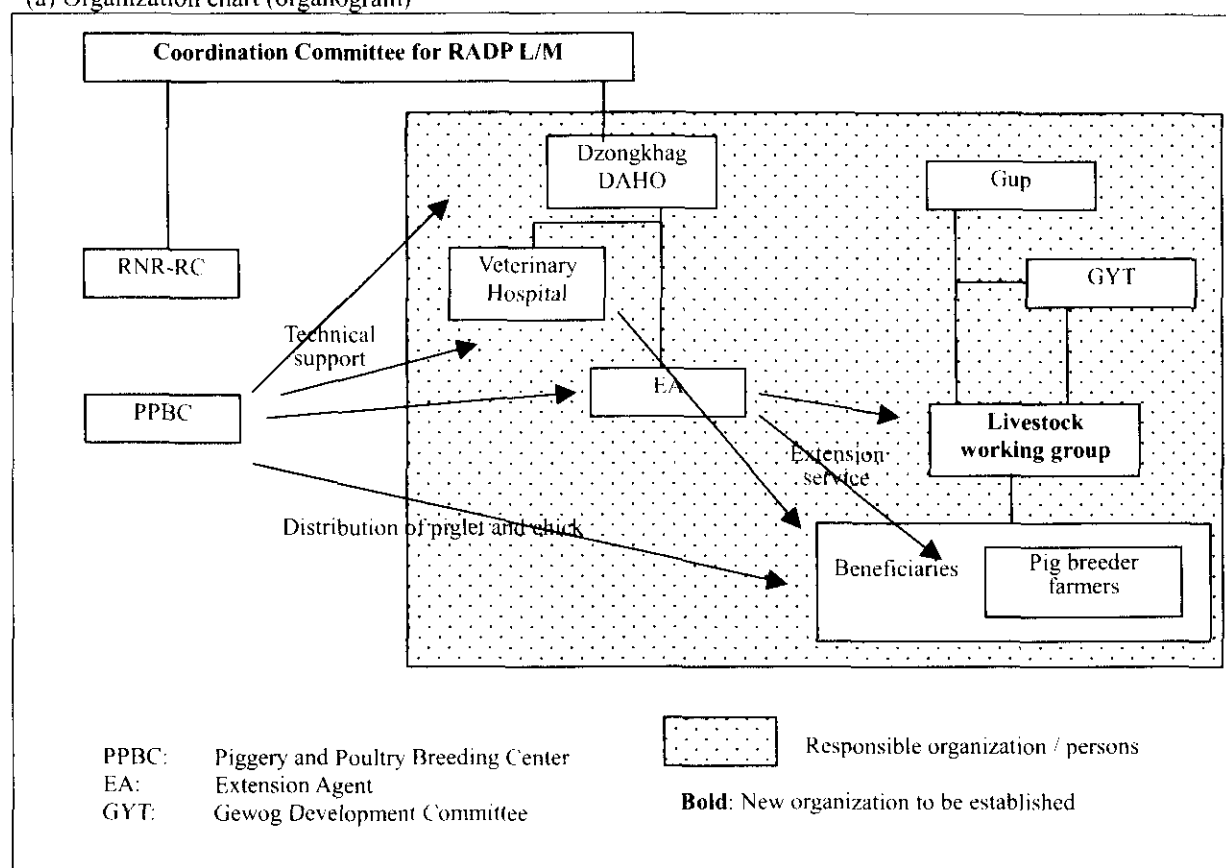 (a) Organization chart (organogram)
Coordination Committee for RADP L/M
Dzongkhag
DAHO
Gup
RNR-RC
Veterinary
Hospital
GYT
Technical
support
PPBC
EA
Livestock
working group
Extension
service
Distribution of piglet and chick
Beneficiaries
Pig breeder
farmers
PPBC: Piggery and Poultry Breeding Center
EA: Extension Agent
GYT: Gewog Development Committee
Responsible organization / persons
Bold: New organization to be established